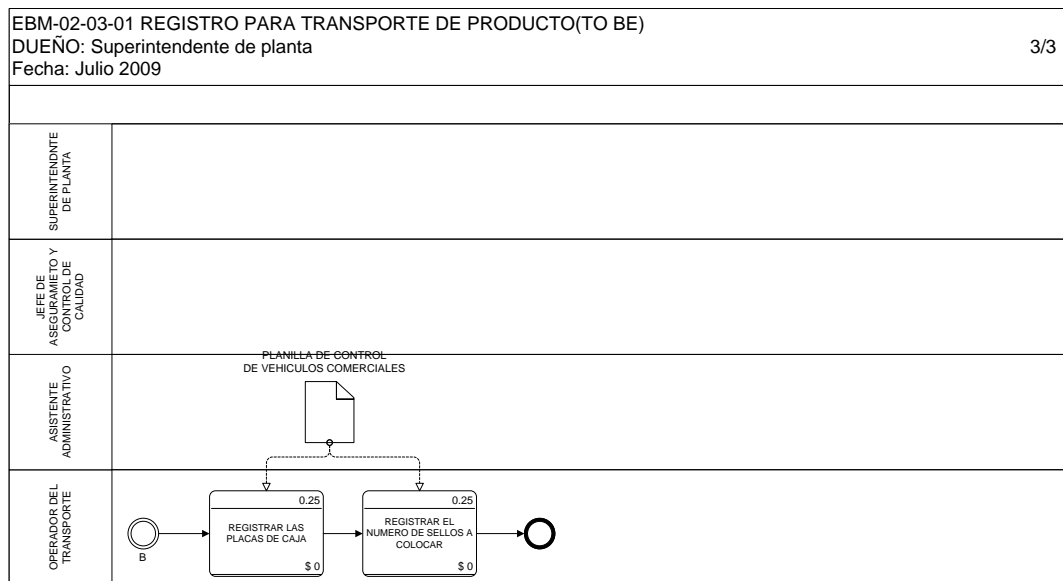 EBM-02-03-01 REGISTRO PARA TRANSPORTE DE PRODUCTO(TO BE)
DUEÑO: Superintendente de planta
3/3
Fecha: Julio 2009
SUPERINTENDNTE
DE PLANTA
JEFE DE
ASEGURAMIETO Y
CONTROL DE
CALIDAD
PLANILLA DE CONTROL
DE VEHICULOS COMERCIALES
ASISTENTE
ADMINISTRATIVO
OPERADOR DEL
TRANSPORTE
B
0.25
REGISTRAR LAS
PLACAS DE CAJA
$ 0
0.25
REGISTRAR EL
NUMERO DE SELLOS A
COLOCAR
$ 0